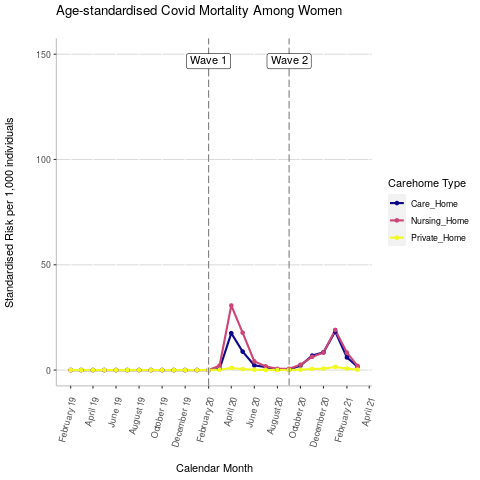 Age-standardised Covid Mortality Among Women
Standardised Risk per 1,000 individuals
150
100
50
0
Wave 1
Wave 2
February 19
April 19
June 19
August 19
October 19
December 19
February 20
April 20
June 20
August 20
October 20
December 20
February 21
April 21
Calendar Month
Carehome Type
Care_Home
Nursing_Home
Private_Home